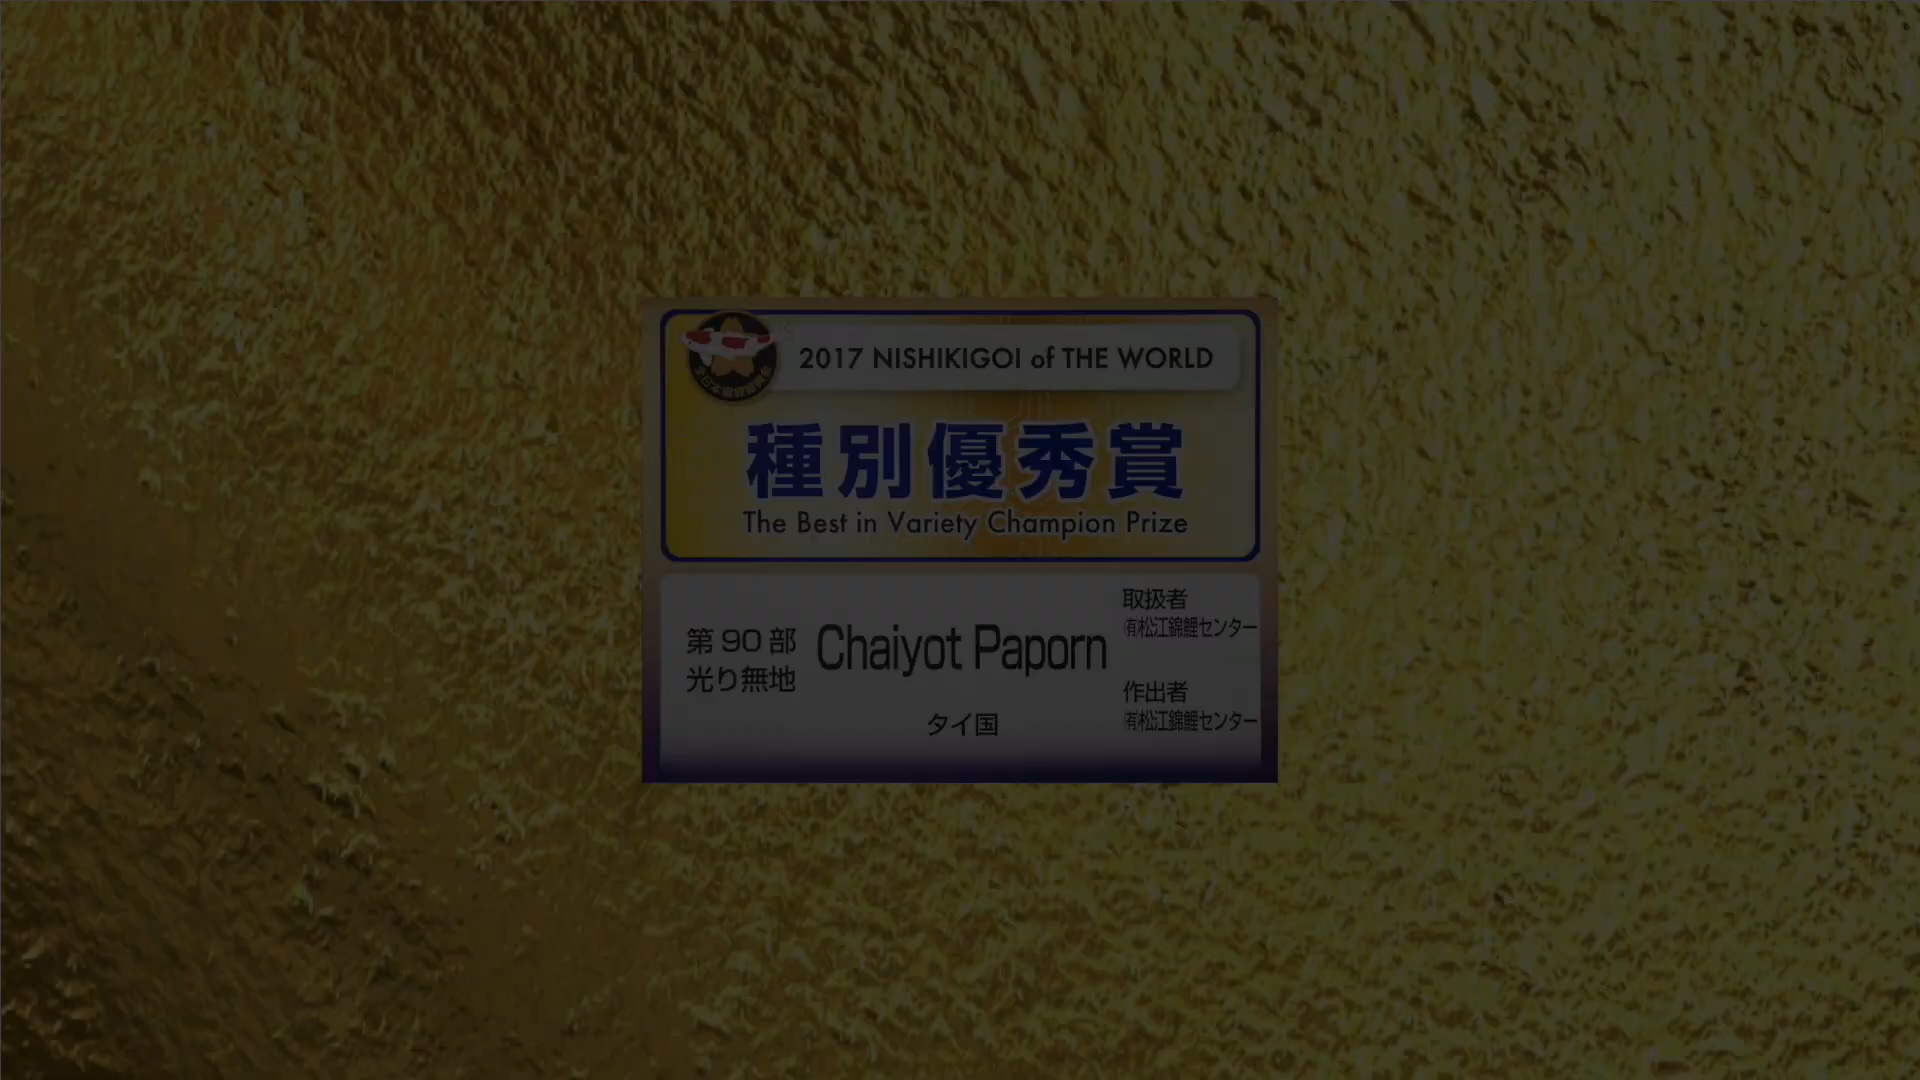 2017 NISHIKIGOI of THE WORLD
種別優秀賞
The Best in Variety Champion Prize
第90部
光り無地
Chaiyot Paporn
タイ国
取扱者
㈲松江錦鯉センター
作出者
㈲松江錦鯉センター